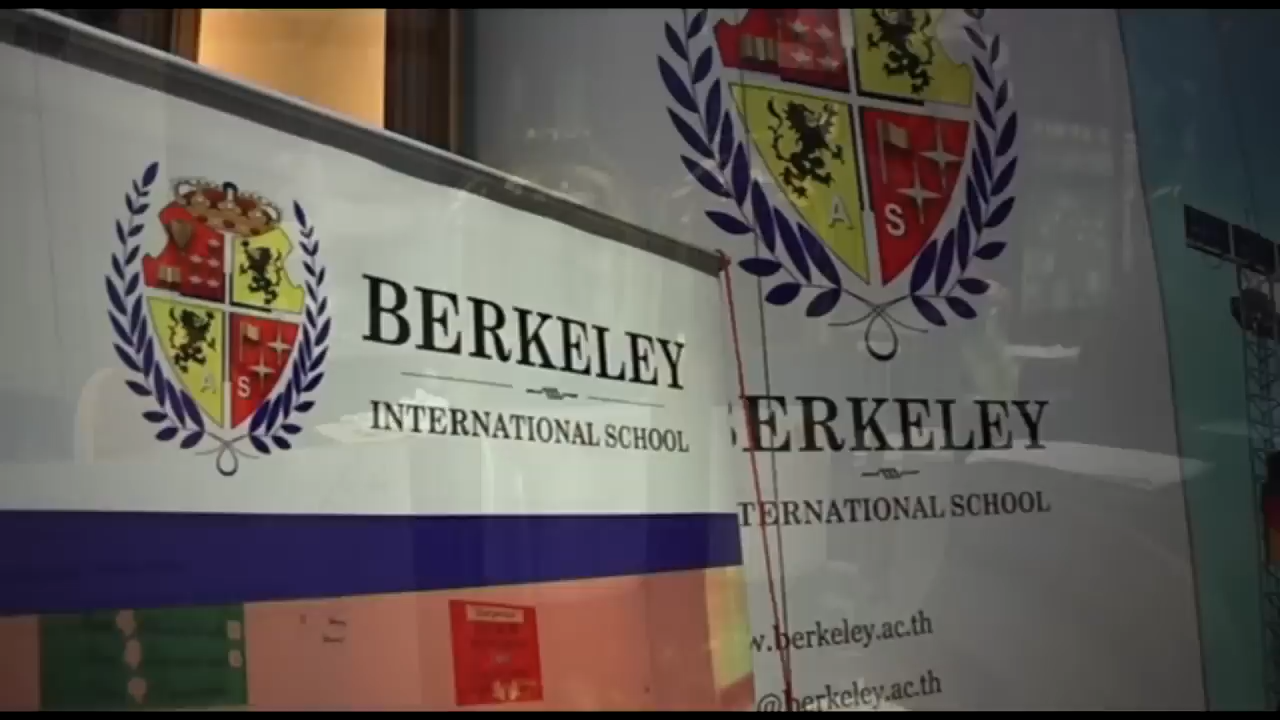 A S
BERKELEY
INTERNATIONAL SCHOOL
A S
ERKELEY
TERNATIONAL SCHOOL
w.berkeley.ac.th
@berkeley.ac.th